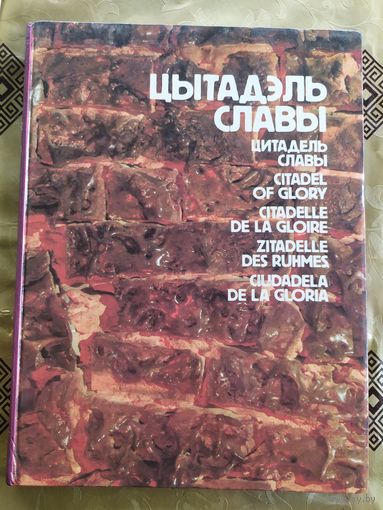 ЦЫТАДЭЛЬ
СЛАВЫ
ЦИТАДЕЛЬ
СЛАВЫ
CITADEL
OF GLORY
CITADELLE
DE LA GLOIRE
ZITADELLE
DES RUHMES
CIUDADELA
DE LA GLORIA